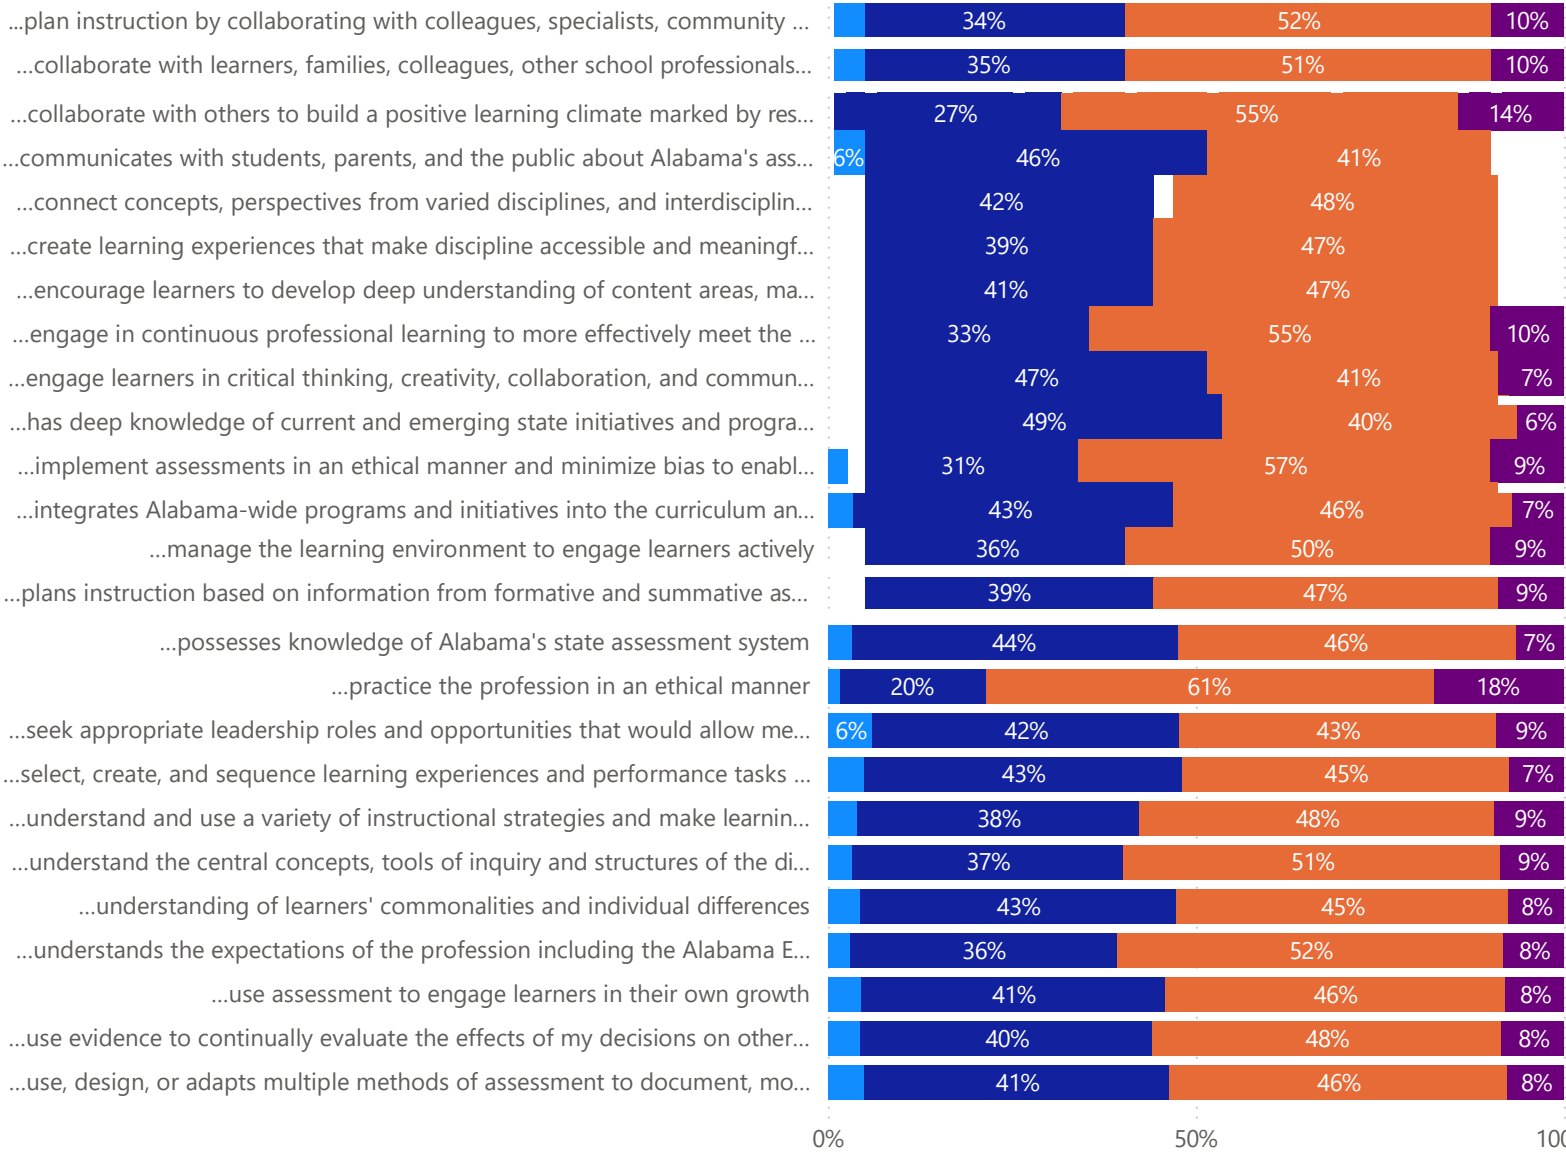 ...plan instruction by collaborating with colleagues, specialists, community ... 34% 52% 10%
...collaborate with learners, families, colleagues, other school professionals... 35% 51% 10%
...collaborate with others to build a positive learning climate marked by res... 27% 55% 14%
...communicates with students, parents, and the public about Alabama's ass... 6% 46% 41%
...connect concepts, perspectives from varied disciplines, and interdisciplin... 42% 48%
...create learning experiences that make discipline accessible and meaningf... 39% 47%
...encourage learners to develop deep understanding of content areas, ma... 41% 47%
...engage in continuous professional learning to more effectively meet the ... 33% 55% 10%
...engage learners in critical thinking, creativity, collaboration, and commun... 47% 41% 7%
...has deep knowledge of current and emerging state initiatives and progra... 49% 40% 6%
...implement assessments in an ethical manner and minimize bias to enabl... 31% 57% 9%
...integrates Alabama-wide programs and initiatives into the curriculum an... 43% 46% 7%
...manage the learning environment to engage learners actively 36% 50% 9%
...plans instruction based on information from formative and summative as... 39% 47% 9%
...possesses knowledge of Alabama's state assessment system 44% 46% 7%
...practice the profession in an ethical manner 20% 61% 18%
...seek appropriate leadership roles and opportunities that would allow me... 6% 42% 43% 9%
...select, create, and sequence learning experiences and performance tasks ... 43% 45% 7%
...understand and use a variety of instructional strategies and make learnin... 38% 48% 9%
...understand the central concepts, tools of inquiry and structures of the di... 37% 51% 9%
...understanding of learners' commonalities and individual differences 43% 45% 8%
...understands the expectations of the profession including the Alabama E... 36% 52% 8%
...use assessment to engage learners in their own growth 41% 46% 8%
...use evidence to continually evaluate the effects of my decisions on other... 40% 48% 8%
...use, design, or adapts multiple methods of assessment to document, mo... 41% 46% 8%
0% 50% 100